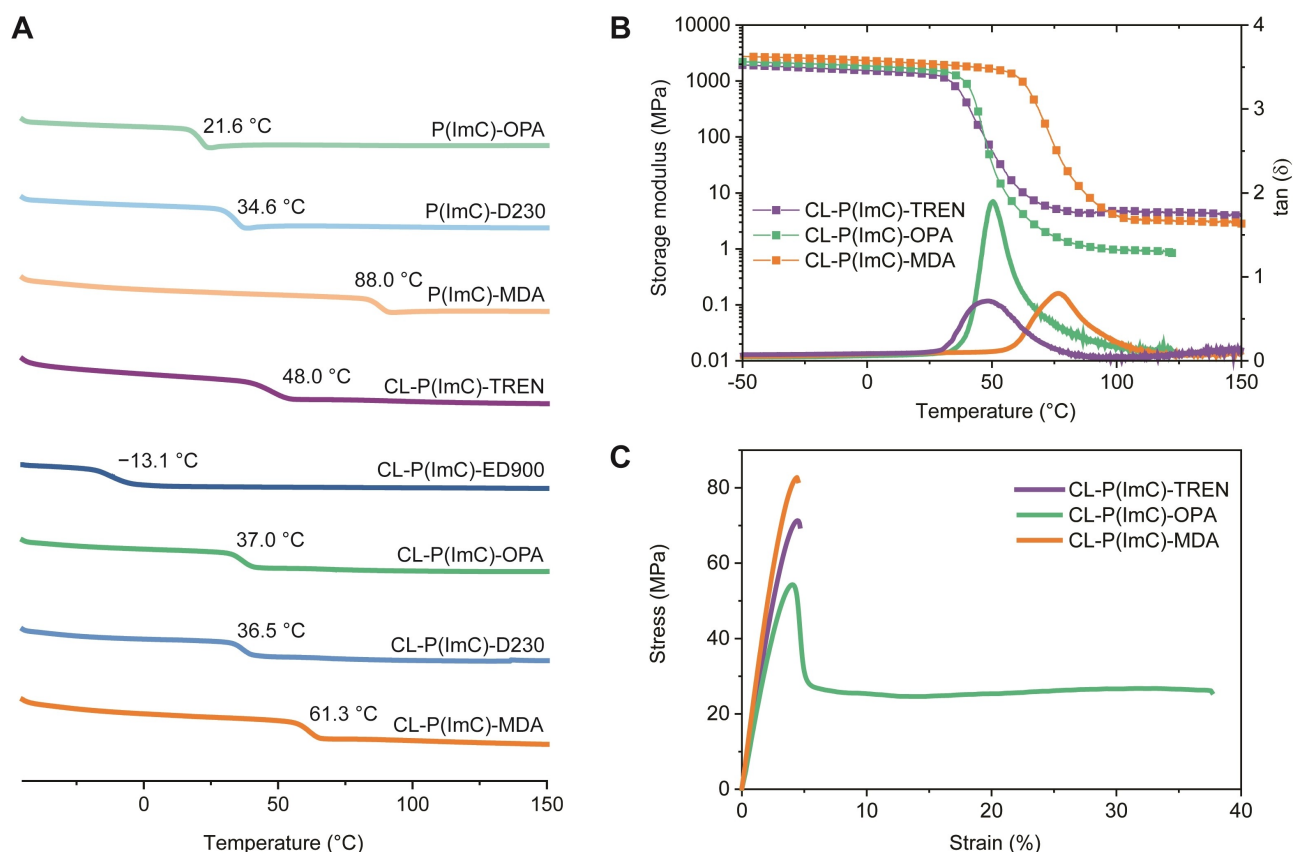 A
21.6 °C
P(ImC)-OPA
34.6 °C
P(ImC)-D230
88.0 °C
P(ImC)-MDA
48.0 °C
CL-P(ImC)-TREN
−13.1 °C
CL-P(ImC)-ED900
37.0 °C
CL-P(ImC)-OPA
36.5 °C
CL-P(ImC)-D230
61.3 °C
CL-P(ImC)-MDA
0 50 100 150
Temperature (°C)
B
10000
1000
100
10
1
0.1
0.01
Storage modulus (MPa)
4
3
2
1
0
tan (δ)
CL-P(ImC)-TREN
CL-P(ImC)-OPA
CL-P(ImC)-MDA
-50 0 50 100 150
Temperature (°C)
C
80
60
40
20
0
Stress (MPa)
CL-P(ImC)-TREN
CL-P(ImC)-OPA
CL-P(ImC)-MDA
0 10 20 30 40
Strain (%)